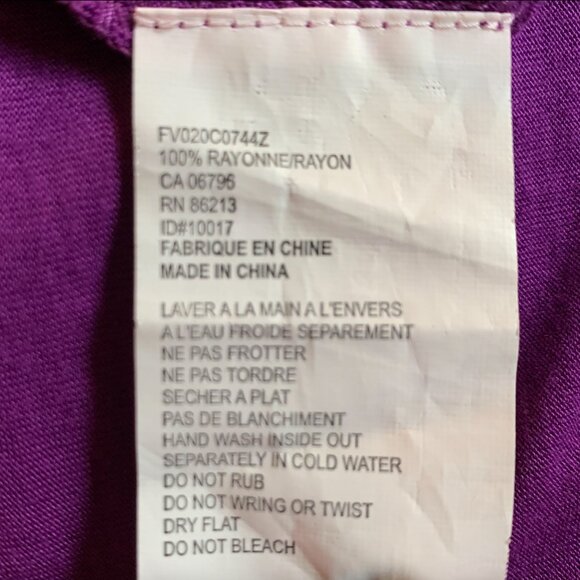 FV020C0744Z
100% RAYONNE/RAYON
CA 06796
RN 86213
ID#10017
FABRIQUE EN CHINE
MADE IN CHINA
LAVER A LA MAIN A L'ENVERS
A L'EAU FROIDE SEPAREMENT
NE PAS FROTTER
NE PAS TORDRE
SECHER A PLAT
PAS DE BLANCHIMENT
HAND WASH INSIDE OUT
SEPARATELY IN COLD WATER
DO NOT RUB
DO NOT WRING OR TWIST
DRY FLAT
DO NOT BLEACH